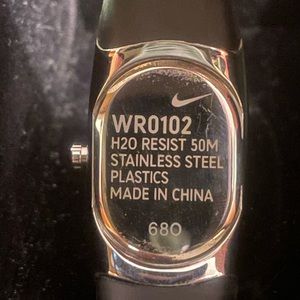 WR0102
H2O RESIST 50M
STAINLESS STEEL
PLASTICS
MADE IN CHINA
680